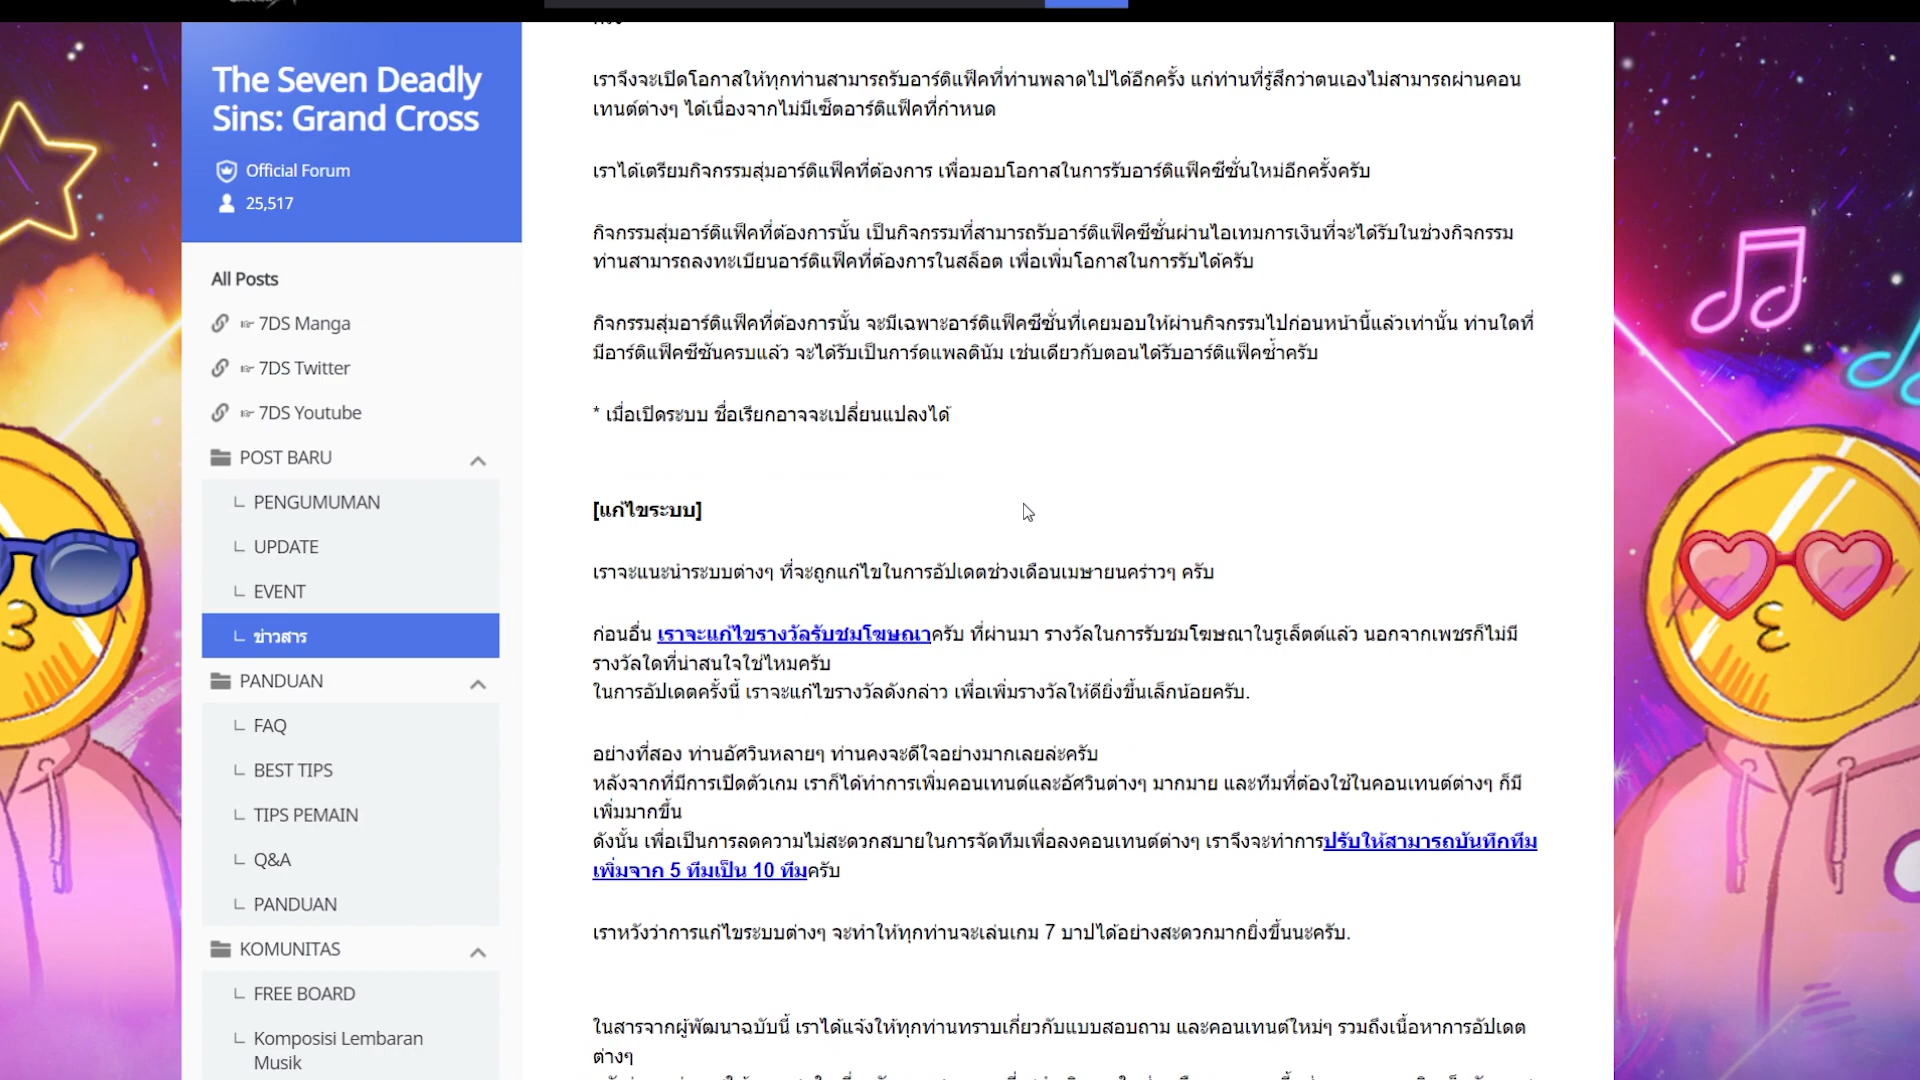 The Seven Deadly
Sins: Grand Cross
Official Forum
25,517
All Posts
☞ 7DS Manga
☞ 7DS Twitter
☞ 7DS Youtube
POST BARU
PENGUMUMAN
UPDATE
EVENT
ข่าวสาร
PANDUAN
FAQ
BEST TIPS
TIPS PEMAIN
Q&A
PANDUAN
KOMUNITAS
FREE BOARD
Komposisi Lembaran
Musik
เราจึงจะเปิดโอกาสให้ทุกท่านสามารถรับอาร์ติแฟ็คที่ท่านพลาดไปได้อีกครั้ง แก่ท่านที่รู้สึกว่าตนเองไม่สามารถผ่านคอน
เทนต์ต่างๆ ได้เนื่องจากไม่มีเซ็ตอาร์ติแฟ็คที่กำหนด
เราได้เตรียมกิจกรรมสุ่มอาร์ติแฟ็คที่ต้องการ เพื่อมอบโอกาสในการรับอาร์ติแฟ็คซีซั่นใหม่อีกครั้งครับ
กิจกรรมสุ่มอาร์ติแฟ็คที่ต้องการนั้น เป็นกิจกรรมที่สามารถรับอาร์ติแฟ็คซีซั่นผ่านไอเทมการเงินที่จะได้รับในช่วงกิจกรรม
ท่านสามารถลงทะเบียนอาร์ติแฟ็คที่ต้องการในสล็อต เพื่อเพิ่มโอกาสในการรับได้ครับ
กิจกรรมสุ่มอาร์ติแฟ็คที่ต้องการนั้น จะมีเฉพาะอาร์ติแฟ็คซีซั่นที่เคยมอบให้ผ่านกิจกรรมไปก่อนหน้านี้แล้วเท่านั้น ท่านใดที่
มีอาร์ติแฟ็คซีซันครบแล้ว จะได้รับเป็นการ์ดแพลตินัม เช่นเดียวกับตอนได้รับอาร์ติแฟ็คซ้ำครับ
* เมื่อเปิดระบบ ชื่อเรียกอาจจะเปลี่ยนแปลงได้
[แก้ไขระบบ]
เราจะแนะนำระบบต่างๆ ที่จะถูกแก้ไขในการอัปเดตช่วงเดือนเมษายนคร่าวๆ ครับ
ก่อนอื่น เราจะแก้ไขรางวัลรับชมโฆษณาครับ ที่ผ่านมา รางวัลในการรับชมโฆษณาในรูเล็ตต์แล้ว นอกจากเพชรก็ไม่มี
รางวัลใดที่น่าสนใจใช่ไหมครับ
ในการอัปเดตครั้งนี้ เราจะแก้ไขรางวัลดังกล่าว เพื่อเพิ่มรางวัลให้ดียิ่งขึ้นเล็กน้อยครับ.
อย่างที่สอง ท่านอัศวินหลายๆ ท่านคงจะดีใจอย่างมากเลยล่ะครับ
หลังจากที่มีการเปิดตัวเกม เราก็ได้ทำการเพิ่มคอนเทนต์และอัศวินต่างๆ มากมาย และทีมที่ต้องใช้ในคอนเทนต์ต่างๆ ก็มี
เพิ่มมากขึ้น
ดังนั้น เพื่อเป็นการลดความไม่สะดวกสบายในการจัดทีมเพื่อลงคอนเทนต์ต่างๆ เราจึงจะทำการปรับให้สามารถบันทึกทีม
เพิ่มจาก 5 ทีมเป็น 10 ทีมครับ
เราหวังว่าการแก้ไขระบบต่างๆ จะทำให้ทุกท่านจะเล่นเกม 7 บาปได้อย่างสะดวกมากยิ่งขึ้นนะครับ.
ในสารจากผู้พัฒนาฉบับนี้ เราได้แจ้งให้ทุกท่านทราบเกี่ยวกับแบบสอบถาม และคอนเทนต์ใหม่ๆ รวมถึงเนื้อหาการอัปเดต
ต่างๆ